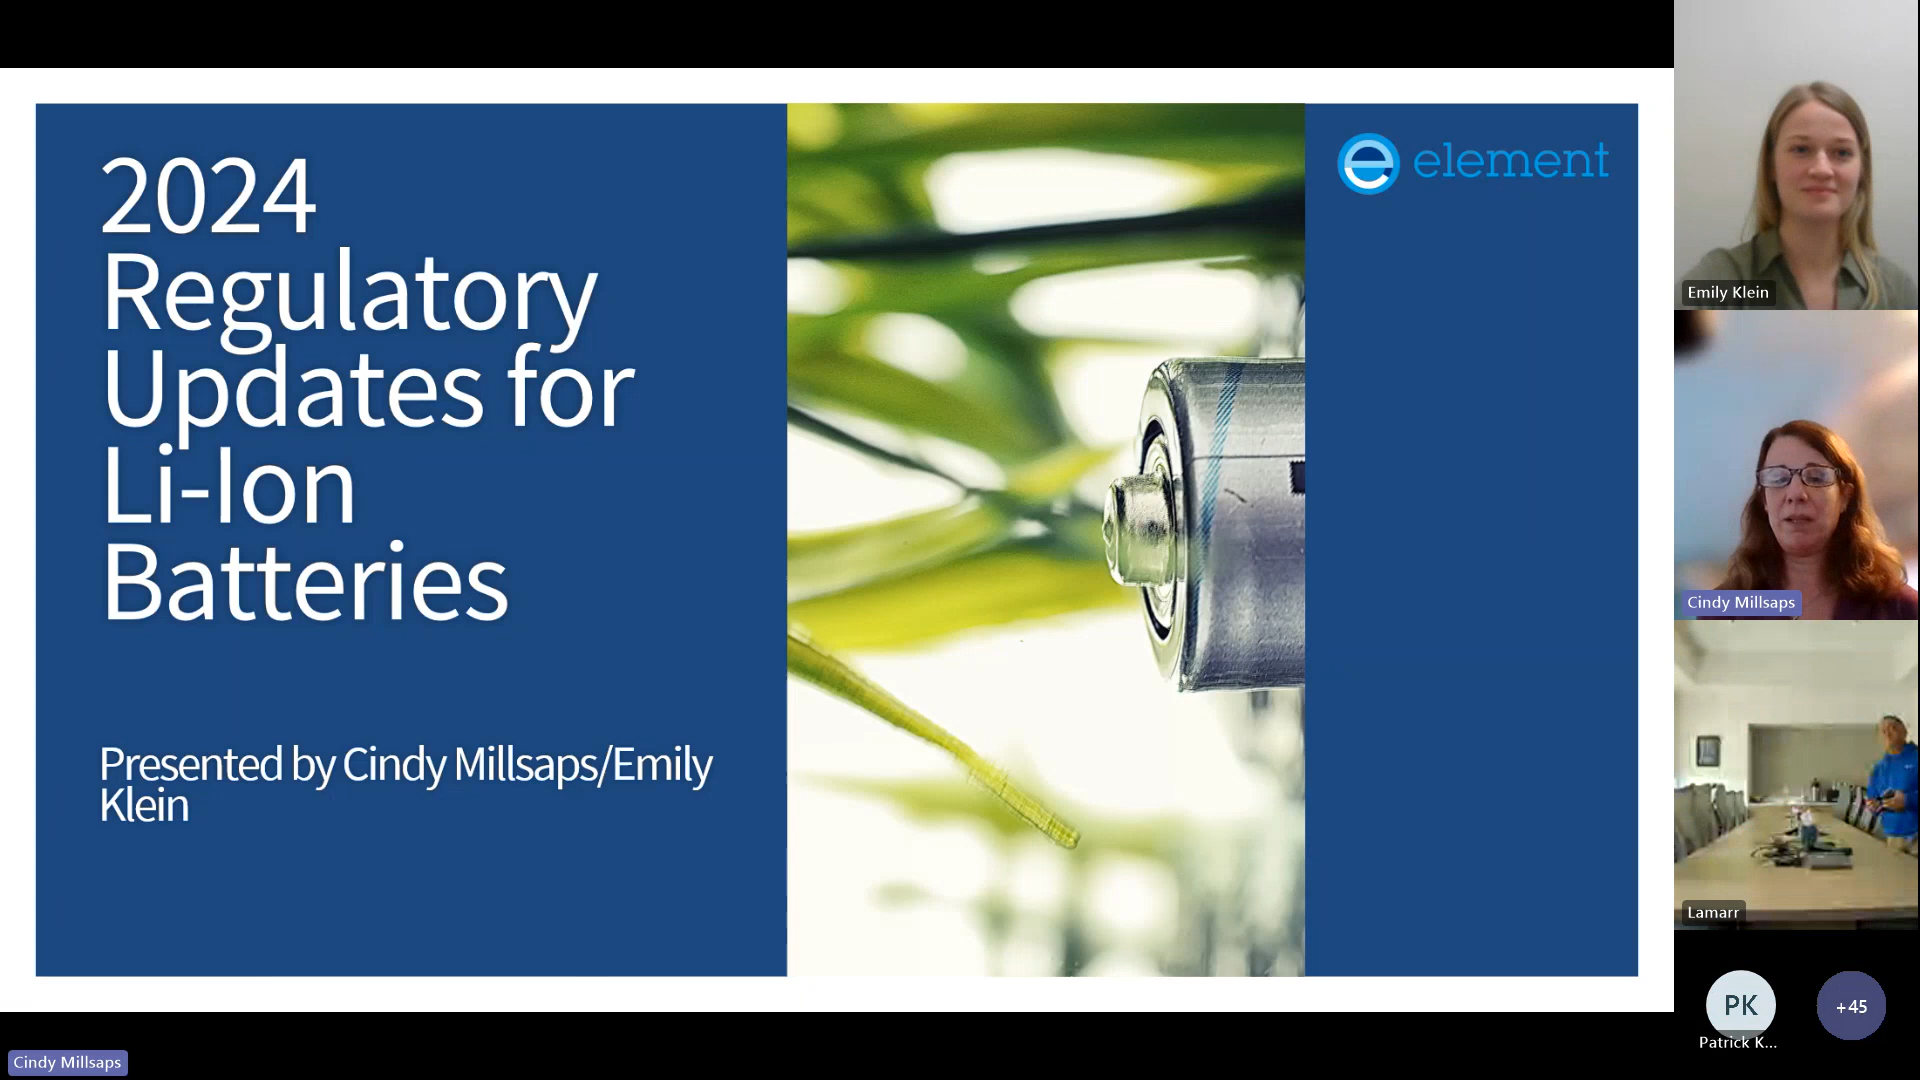 2024
Regulatory
Updates for
Li-Ion
Batteries
Presented by Cindy Millsaps/Emily
Klein
element
Emily Klein
Cindy Millsaps
Lamarr
PK
Patrick K...
+45
Cindy Millsaps